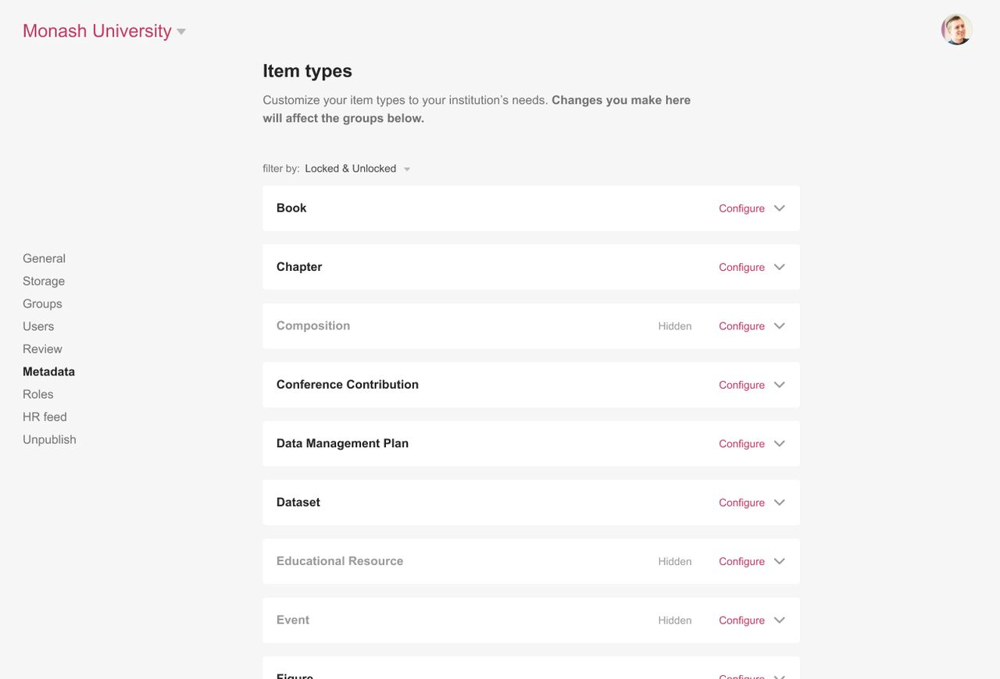 Monash University
Item types
Customize your item types to your institution’s needs. Changes you make here
will affect the groups below.
filter by: Locked & Unlocked
Book Configure
Chapter Configure
Composition Hidden Configure
Conference Contribution Configure
Data Management Plan Configure
Dataset Configure
Educational Resource Hidden Configure
Event Hidden Configure
Figure Configure
General
Storage
Groups
Users
Review
Metadata
Roles
HR feed
Unpublish